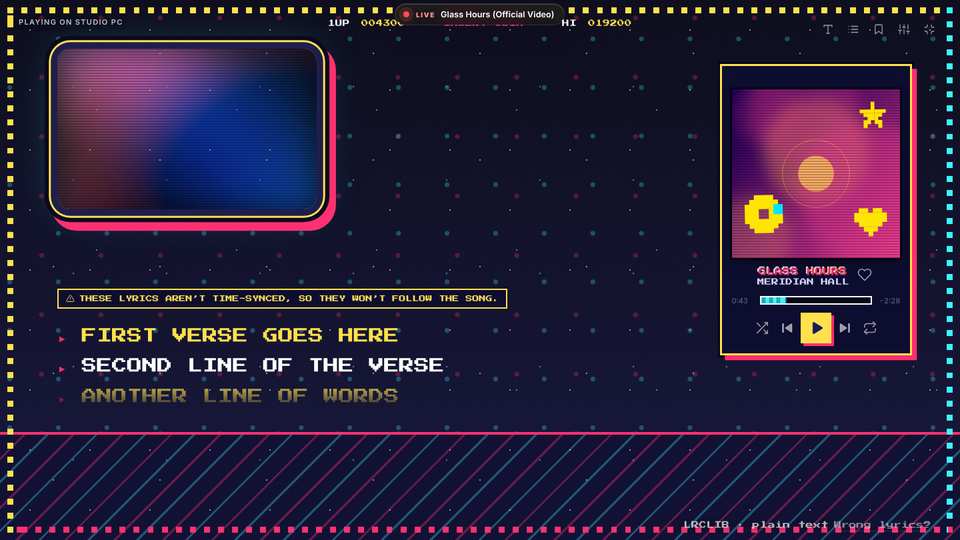 PLAYING ON STUDIO PC
1UP 00430
LIVE Glass Hours (Official Video)
HI 019200
THESE LYRICS AREN'T TIME-SYNCED, SO THEY WON'T FOLLOW THE SONG.
FIRST VERSE GOES HERE
SECOND LINE OF THE VERSE
ANOTHER LINE OF WORDS
GLASS HOURS
MERIDIAN HALL
0:43
-2:28
LRCLIB · plain text Wrong lyrics?